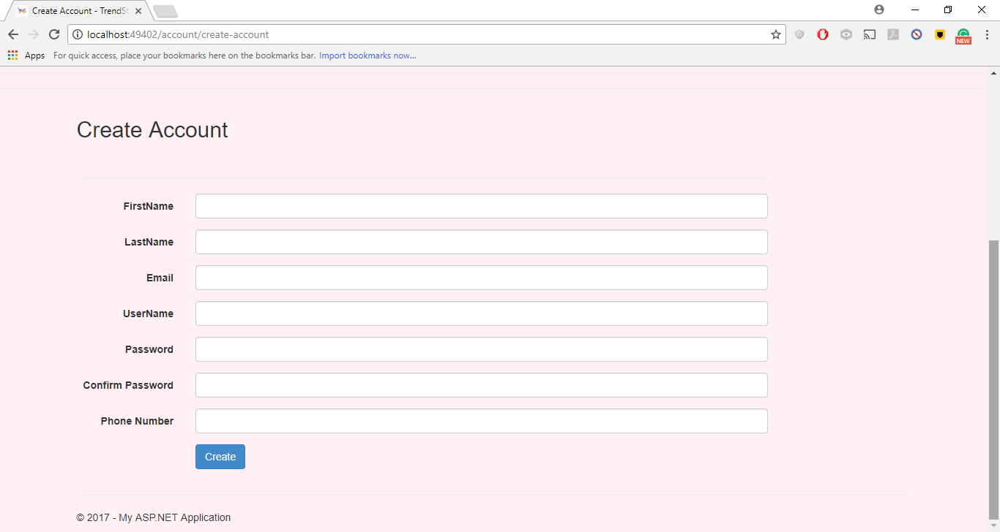 Create Account - TrendSt
localhost:49402/account/create-account
NEW
Apps For quick access, place your bookmarks here on the bookmarks bar. Import bookmarks now...
Create Account
FirstName
LastName
Email
UserName
Password
Confirm Password
Phone Number
Create
© 2017 - My ASP.NET Application